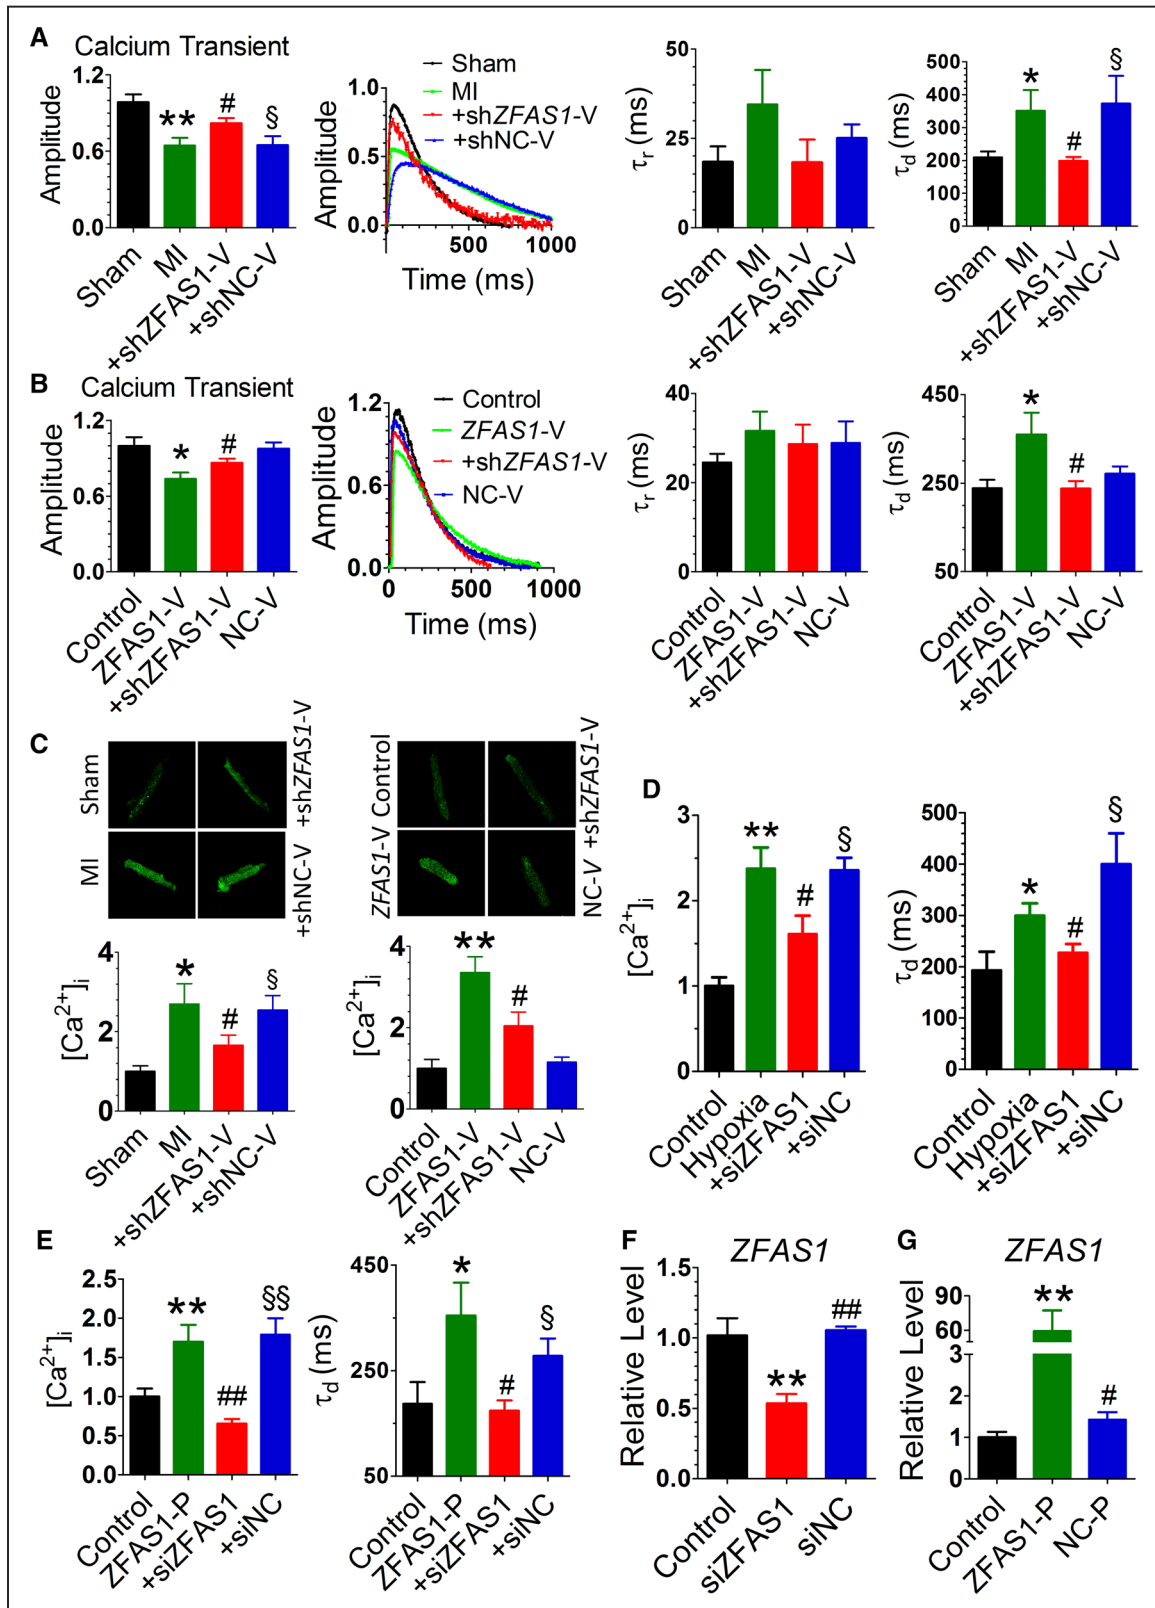 A
Calcium Transient
Amplitude
1.2
0.6
0.0
**
#
§
Sham
MI
+shZFAS1-V
+shNC-V
Amplitude
1.0
0.5
0.0
500
1000
Time (ms)
Sham
MI
+shZFAS1-V
+shNC-V
τr (ms)
50
25
0
Sham
MI
+shZFAS1-V
+shNC-V
τd (ms)
500
400
300
200
100
0
*
#
§
Sham
MI
+shZFAS1-V
+shNC-V
B
Calcium Transient
Amplitude
1.2
0.6
0.0
*
#
Control
ZFAS1-V
+shZFAS1-V
NC-V
Amplitude
1.2
0.6
0.0
0
500
1000
Time (ms)
Control
ZFAS1-V
+shZFAS1-V
NC-V
τr (ms)
40
20
0
Control
ZFAS1-V
+shZFAS1-V
NC-V
τd (ms)
450
250
50
*
#
Control
ZFAS1-V
+shZFAS1-V
NC-V
C
Sham
+shZFAS1-V
MI
+shNC-V
Control
+shZFAS1-V
ZFAS1-V
NC-V
[Ca2+]i
4
2
0
*
#
§
Sham
MI
+shZFAS1-V
+shNC-V
[Ca2+]i
4
2
0
**
#
Control
ZFAS1-V
+shZFAS1-V
NC-V
D
[Ca2+]i
3
2
1
0
**
#
§
Control
Hypoxia
+siZFAS1
+siNC
τd (ms)
500
400
300
200
100
0
*
#
§
Control
Hypoxia
+siZFAS1
+siNC
E
[Ca2+]i
2.5
2.0
1.5
1.0
0.5
0.0
**
##
§§
Control
ZFAS1-P
+siZFAS1
+siNC
τd (ms)
450
250
50
*
#
§
Control
ZFAS1-P
+siZFAS1
+siNC
F
ZFAS1
Relative Level
1.5
1.0
0.5
0.0
**
##
Control
siZFAS1
siNC
G
ZFAS1
Relative Level
90
60
3
2
1
0
**
#
Control
ZFAS1-P
NC-P